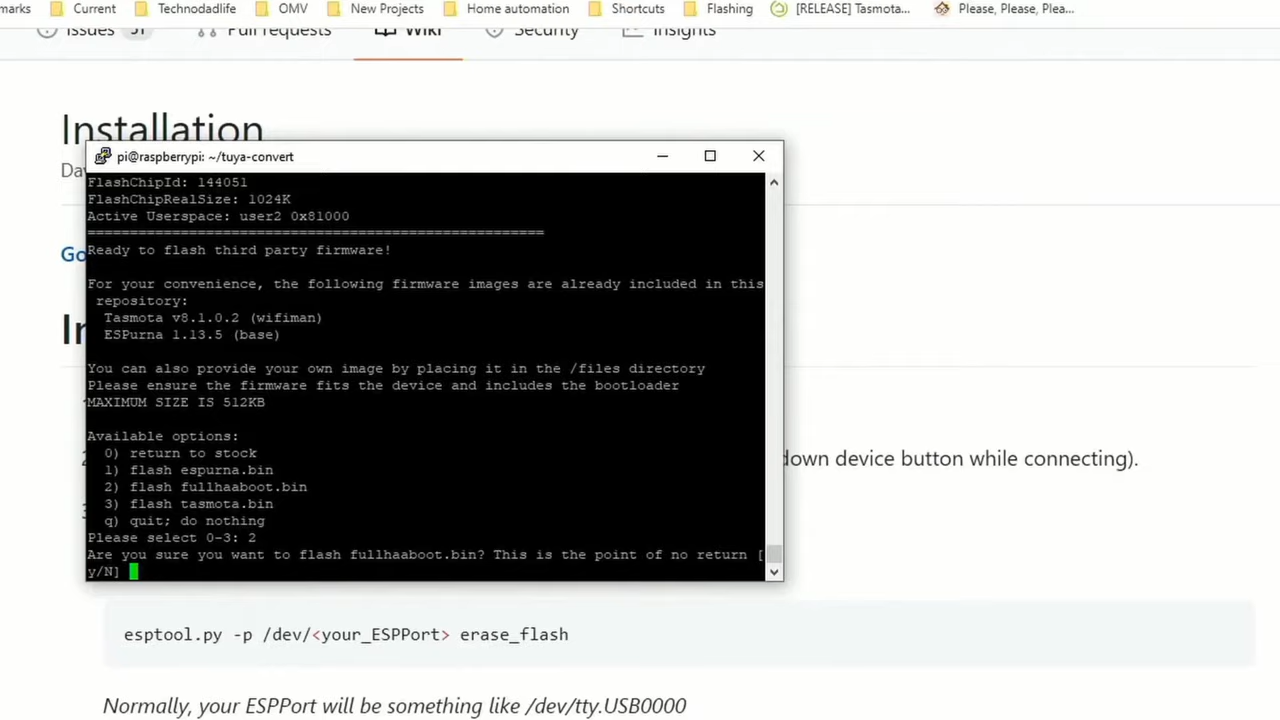 marks Current Technodadlife OMV New Projects Home automation Shortcuts Flashing [RELEASE] Tasmota... Please, Please, Plea...
Issues 51 Pull requests Wiki Security Insights
Installation
pi@raspberrypi: ~/tuya-convert
FlashChipId: 144051
FlashChipRealSize: 1024K
Active Userspace: user2 0x81000
======================================================
Ready to flash third party firmware!
For your convenience, the following firmware images are already included in this
repository:
Tasmota v8.1.0.2 (wifiman)
ESPurna 1.13.5 (base)
You can also provide your own image by placing it in the /files directory
Please ensure the firmware fits the device and includes the bootloader
MAXIMUM SIZE IS 512KB
Available options:
0) return to stock
1) flash espurna.bin
2) flash fullhaaboot.bin
3) flash tasmota.bin
q) quit; do nothing
Please select 0-3: 2
Are you sure you want to flash fullhaaboot.bin? This is the point of no return [
y/N]
down device button while connecting).
esptool.py -p /dev/<your_ESPPort> erase_flash
Normally, your ESPPort will be something like /dev/tty.USB0000